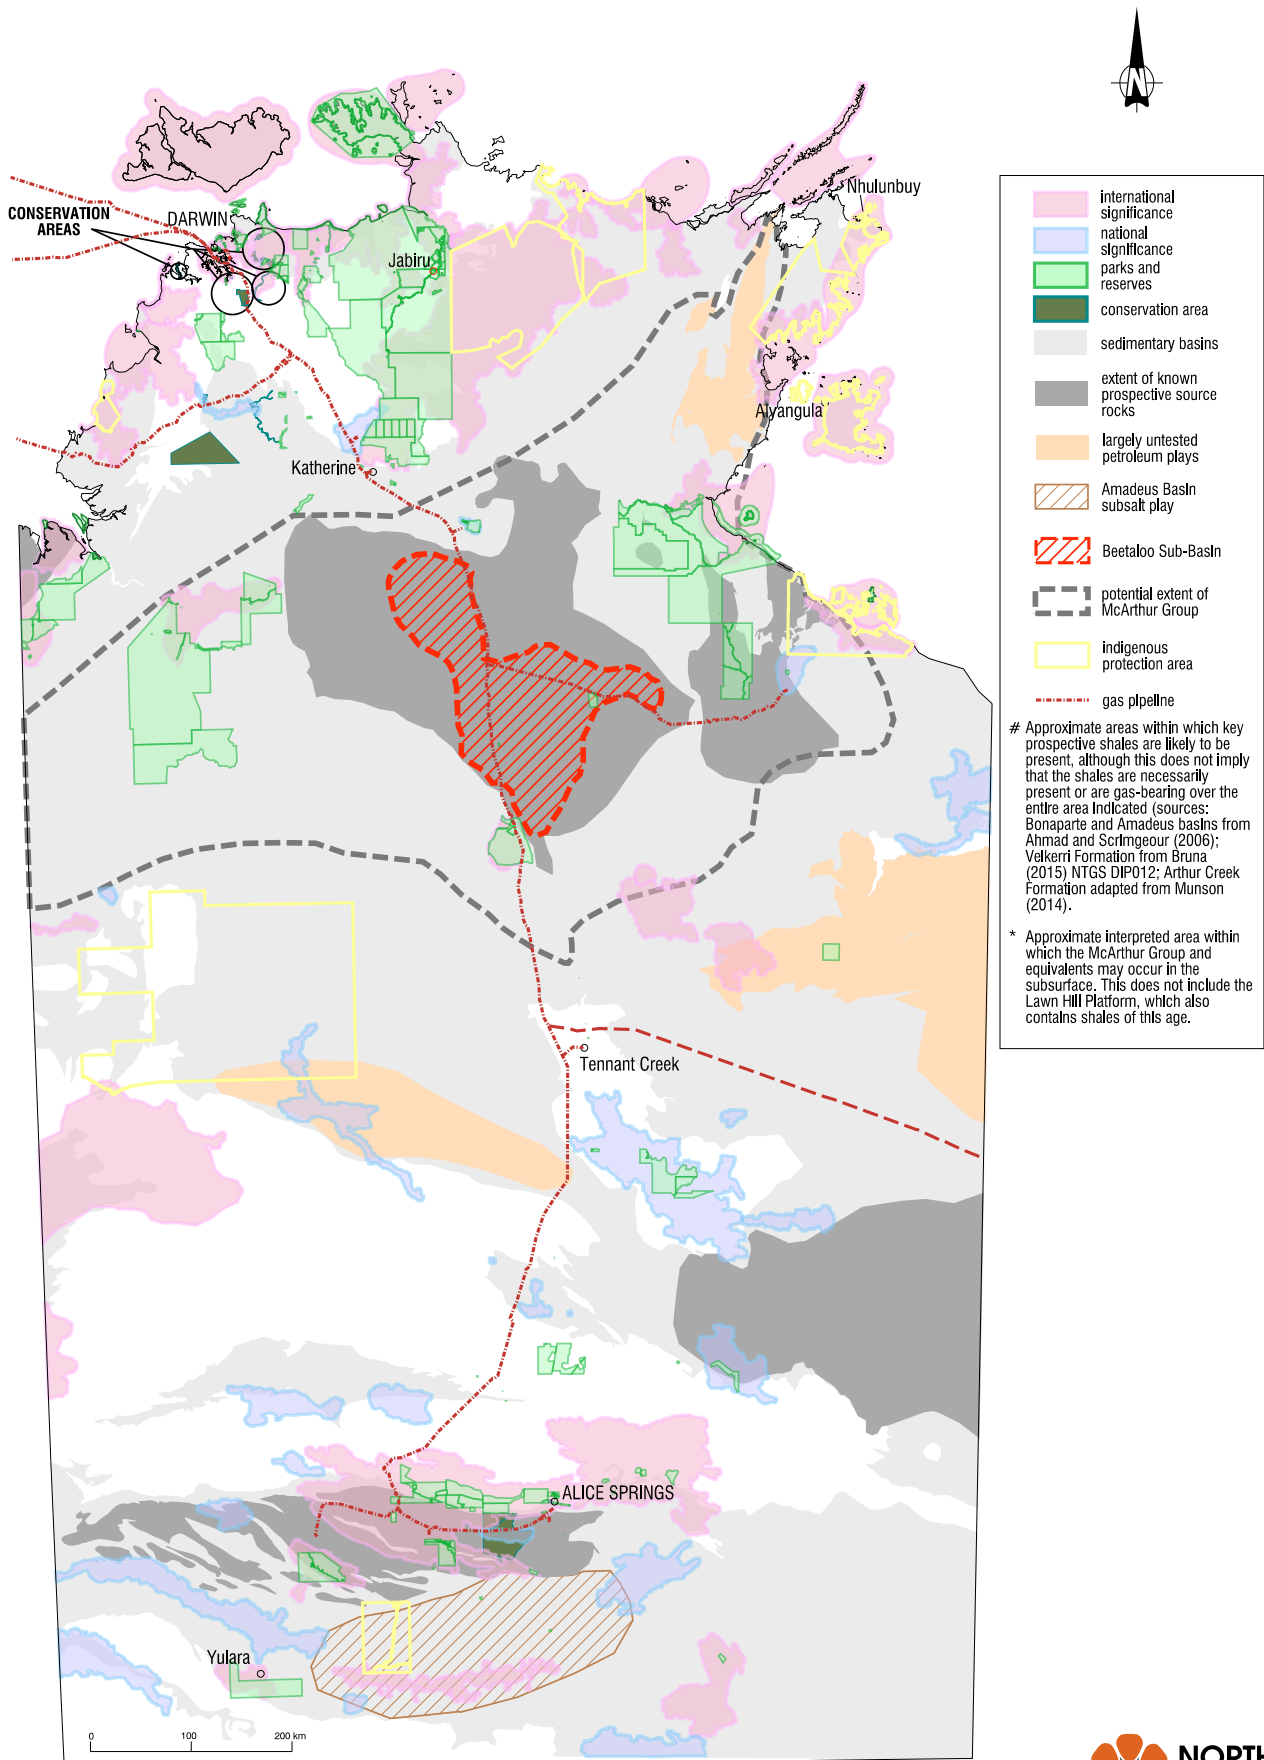 N
CONSERVATION
AREAS
DARWIN
Nhulunbuy
Jabiru
Alyangula
Katherine
Tennant Creek
ALICE SPRINGS
Yulara
0 100 200 km
international
significance
national
significance
parks and
reserves
conservation area
sedimentary basins
extent of known
prospective source
rocks
largely untested
petroleum plays
Amadeus Basin
subsalt play
Beetaloo Sub-Basin
potential extent of
McArthur Group
indigenous
protection area
gas pipeline
# Approximate areas within which key
prospective shales are likely to be
present, although this does not imply
that the shales are necessarily
present or are gas-bearing over the
entire area indicated (sources:
Bonaparte and Amadeus basins from
Ahmad and Scrimgeour (2006);
Velkerri Formation from Bruna
(2015) NTGS DIP012; Arthur Creek
Formation adapted from Munson
(2014).
* Approximate interpreted area within
which the McArthur Group and
equivalents may occur in the
subsurface. This does not include the
Lawn Hill Platform, which also
contains shales of this age.
NORTH